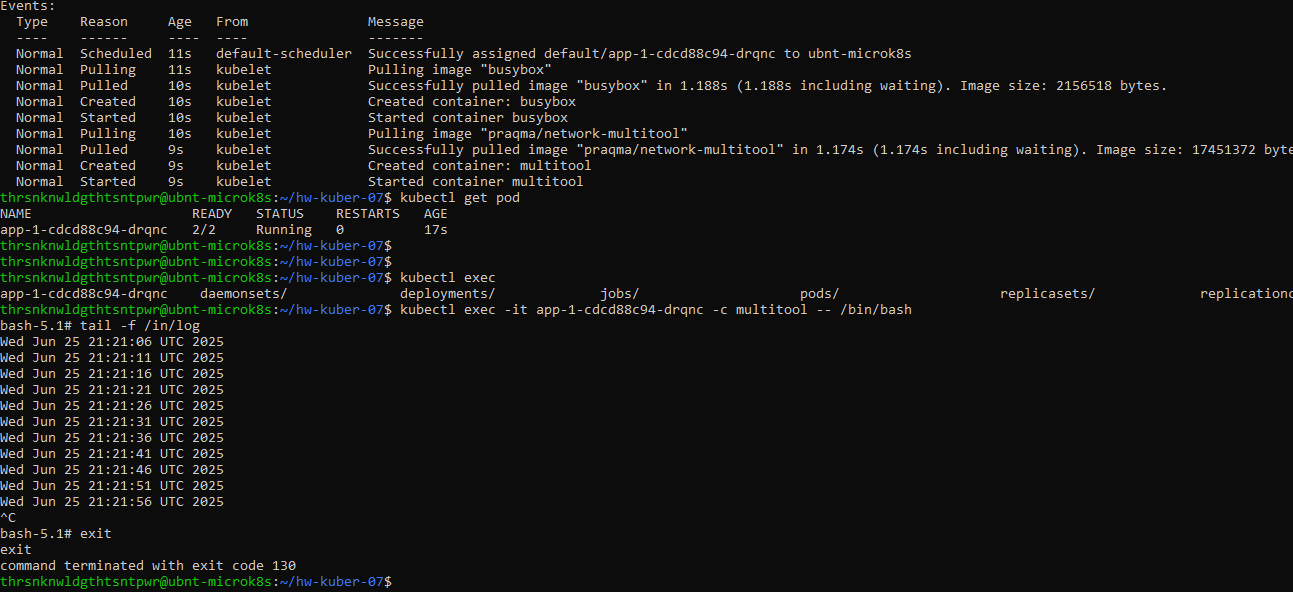 Events:
  Type    Reason     Age   From               Message
  ----    ------     ----  ----               -------
  Normal  Scheduled  11s   default-scheduler  Successfully assigned default/app-1-cdcd88c94-drqnc to ubnt-microk8s
  Normal  Pulling    11s   kubelet            Pulling image "busybox"
  Normal  Pulled     10s   kubelet            Successfully pulled image "busybox" in 1.188s (1.188s including waiting). Image size: 2156518 bytes.
  Normal  Created    10s   kubelet            Created container: busybox
  Normal  Started    10s   kubelet            Started container busybox
  Normal  Pulling    10s   kubelet            Pulling image "praqma/network-multitool"
  Normal  Pulled     9s    kubelet            Successfully pulled image "praqma/network-multitool" in 1.174s (1.174s including waiting). Image size: 17451372 byte
  Normal  Created    9s    kubelet            Created container: multitool
  Normal  Started    9s    kubelet            Started container multitool
thrsnknwldgthtsntpwr@ubnt-microk8s:~/hw-kuber-07$ kubectl get pod
NAME                    READY   STATUS    RESTARTS   AGE
app-1-cdcd88c94-drqnc   2/2     Running   0          17s
thrsnknwldgthtsntpwr@ubnt-microk8s:~/hw-kuber-07$
thrsnknwldgthtsntpwr@ubnt-microk8s:~/hw-kuber-07$
thrsnknwldgthtsntpwr@ubnt-microk8s:~/hw-kuber-07$ kubectl exec
app-1-cdcd88c94-drqnc    daemonsets/              deployments/             jobs/                    pods/                    replicasets/             replicationc
thrsnknwldgthtsntpwr@ubnt-microk8s:~/hw-kuber-07$ kubectl exec -it app-1-cdcd88c94-drqnc -c multitool -- /bin/bash
bash-5.1# tail -f /in/log
Wed Jun 25 21:21:06 UTC 2025
Wed Jun 25 21:21:11 UTC 2025
Wed Jun 25 21:21:16 UTC 2025
Wed Jun 25 21:21:21 UTC 2025
Wed Jun 25 21:21:26 UTC 2025
Wed Jun 25 21:21:31 UTC 2025
Wed Jun 25 21:21:36 UTC 2025
Wed Jun 25 21:21:41 UTC 2025
Wed Jun 25 21:21:46 UTC 2025
Wed Jun 25 21:21:51 UTC 2025
Wed Jun 25 21:21:56 UTC 2025
^C
bash-5.1# exit
exit
command terminated with exit code 130
thrsnknwldgthtsntpwr@ubnt-microk8s:~/hw-kuber-07$